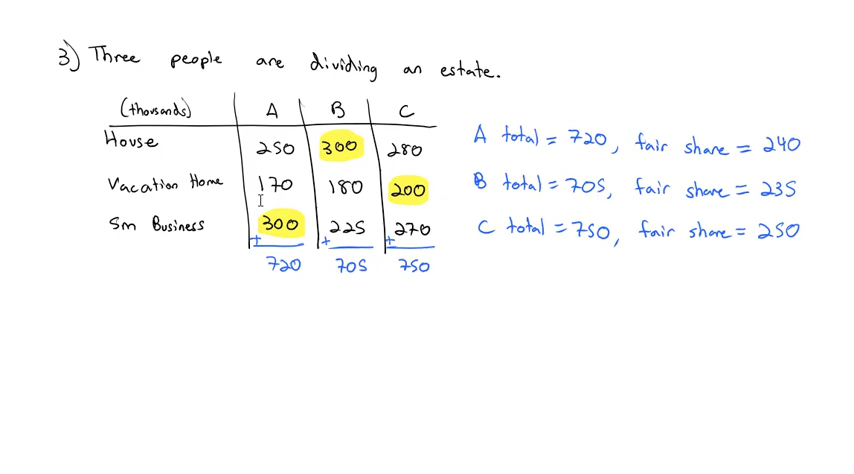 3) Three people are dividing an estate.
(thousands) A B C
House 250 300 280
Vacation Home 170 180 200
Sm Business 300 225 270
+ + +
720 705 750
A total = 720, fair share = 240
B total = 705, fair share = 235
C total = 750, fair share = 250